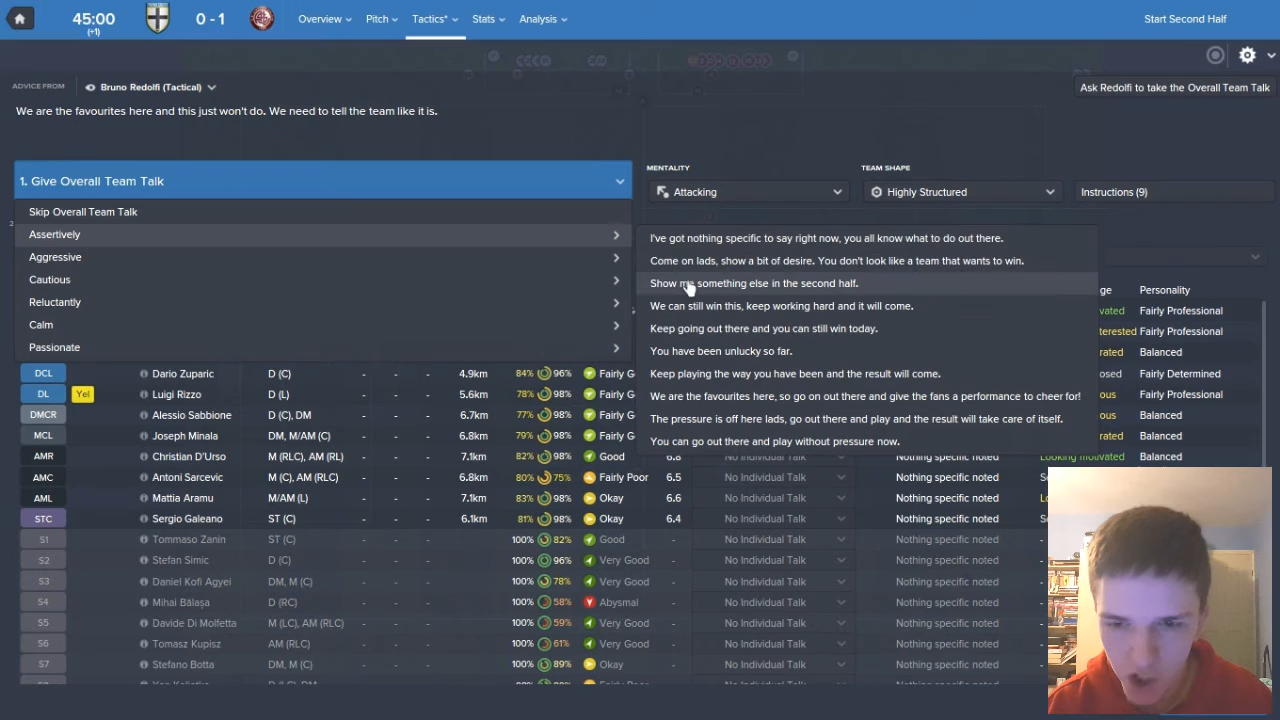 45:00
(+1)
0 - 1
Overview
Pitch
Tactics*
Stats
Analysis
Start Second Half
ADVICE FROM
Bruno Redolfi (Tactical)
Ask Redolfi to take the Overall Team Talk
We are the favourites here and this just won't do. We need to tell the team like it is.
1. Give Overall Team Talk
MENTALITY
Attacking
TEAM SHAPE
Highly Structured
Instructions (9)
Skip Overall Team Talk
Assertively
Aggressive
Cautious
Reluctantly
Calm
Passionate
I've got nothing specific to say right now, you all know what to do out there.
Come on lads, show a bit of desire. You don't look like a team that wants to win.
Show me something else in the second half.
We can still win this, keep working hard and it will come.
Keep going out there and you can still win today.
You have been unlucky so far.
Keep playing the way you have been and the result will come.
We are the favourites here, so go on out there and give the fans a performance to cheer for!
The pressure is off here lads, go out there and play and the result will take care of itself.
You can go out there and play without pressure now.
Personality
Fairly Professional
Fairly Professional
Balanced
DCL Dario Zuparic D (C) - - - 4.9km 84% 96% Fairly G Fairly Determined
DL Yel Luigi Rizzo D (L) - - - 5.6km 78% 98% Fairly G Fairly Professional
DMCR Alessio Sabbione D (C), DM - - - 6.7km 77% 98% Fairly G Balanced
MCL Joseph Minala DM, M/AM (C) - - - 6.8km 79% 98% Fairly G Balanced
AMR Christian D'Urso M (RLC), AM (RL) - - - 7.1km 82% 98% Good 6.8 No Individual Talk Nothing specific noted Looking motivated Balanced
AMC Antoni Sarcevic M (C), AM (RLC) - - - 6.8km 80% 75% Fairly Poor 6.5 No Individual Talk Nothing specific noted
AML Mattia Aramu M/AM (L) - - - 7.1km 83% 98% Okay 6.6 No Individual Talk Nothing specific noted
STC Sergio Galeano ST (C) - - - 6.1km 81% 98% Okay 6.4 No Individual Talk Nothing specific noted
S1 Tommaso Zanin ST (C) 100% 82% Good - No Individual Talk Nothing specific noted -
S2 Stefan Simic D (C) 100% 96% Very Good - No Individual Talk Nothing specific noted -
S3 Daniel Kofi Agyei DM, M (C) 100% 78% Very Good - No Individual Talk Nothing specific noted -
S4 Mihai Bălașa D (RC) 100% 58% Abysmal - No Individual Talk Nothing specific noted -
S5 Davide Di Molfetta M (LC), AM (RLC) 100% 59% Very Good - No Individual Talk Nothing specific noted -
S6 Tomasz Kupisz AM (RLC) 100% 61% Very Good - No Individual Talk Nothing specific noted -
S7 Stefano Botta DM, M (C) 100% 89% Okay - No Individual Talk Nothing specific noted -